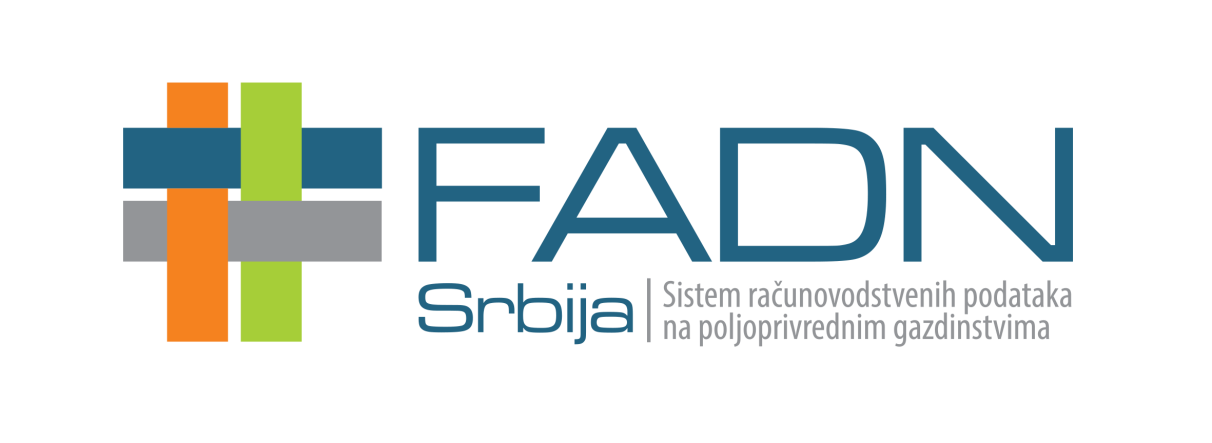 FADN
Srbija
Sistem računovodstvenih podataka
na poljoprivrednim gazdinstvima